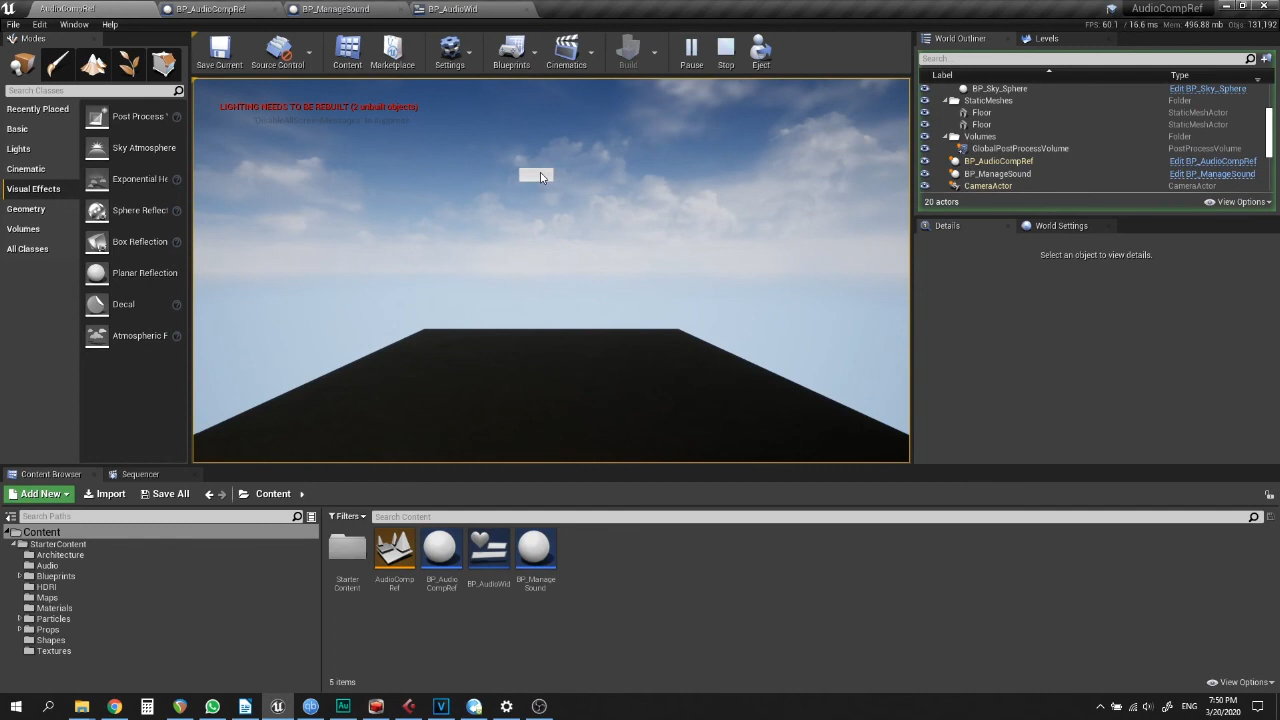 AudioCompRef
BP_AudioCompRef
BP_ManageSound
BP_AudioWid
AudioCompRef
File
Edit
Window
Help
FPS: 60.1 / 16.6 ms
Mem: 496.88 mb
Objs: 131,192
Modes
Search Classes
Recently Placed
Basic
Lights
Cinematic
Visual Effects
Geometry
Volumes
All Classes
Post Process
Sky Atmosphere
Exponential He
Sphere Reflect
Box Reflection
Planar Reflection
Decal
Atmospheric F
Save Current
Source Control
Content
Marketplace
Settings
Blueprints
Cinematics
Build
Pause
Stop
Eject
LIGHTING NEEDS TO BE REBUILT (2 unbuilt objects)
'DisableAllScreenMessages' to suppress
World Outliner
Levels
Search...
Label
Type
BP_Sky_Sphere
Edit BP_Sky_Sphere
StaticMeshes
Folder
Floor
StaticMeshActor
Floor
StaticMeshActor
Volumes
Folder
GlobalPostProcessVolume
PostProcessVolume
BP_AudioCompRef
Edit BP_AudioCompRef
BP_ManageSound
Edit BP_ManageSound
CameraActor
CameraActor
20 actors
View Options
Details
World Settings
Select an object to view details.
Content Browser
Sequencer
Add New
Import
Save All
Content
Search Paths
Filters
Search Content
Content
StarterContent
Architecture
Audio
Blueprints
HDRI
Maps
Materials
Particles
Props
Shapes
Textures
Starter
Content
AudioComp
Ref
BP_Audio
CompRef
BP_AudioWid
BP_Manage
Sound
5 items
View Options
ENG
7:50 PM
3/20/2020